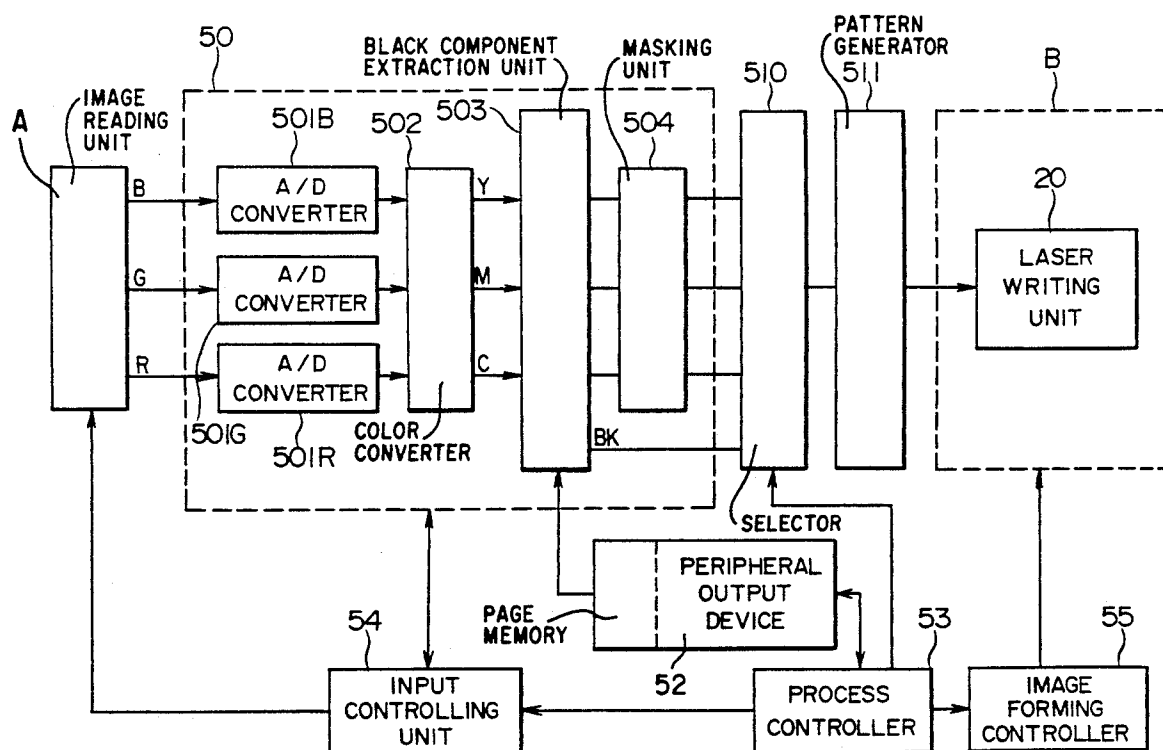 50
BLACK COMPONENT
EXTRACTION UNIT
MASKING
UNIT
PATTERN
GENERATOR
510
511
B
A
IMAGE
READING
UNIT
501B
502
503
504
20
B
A/D
CONVERTER
Y
G
A/D
CONVERTER
M
LASER
WRITING
UNIT
R
A/D
CONVERTER
C
501G
501R
COLOR
CONVERTER
BK
SELECTOR
PAGE
MEMORY
PERIPHERAL
OUTPUT
DEVICE
52
54
INPUT
CONTROLLING
UNIT
53
PROCESS
CONTROLLER
55
IMAGE
FORMING
CONTROLLER